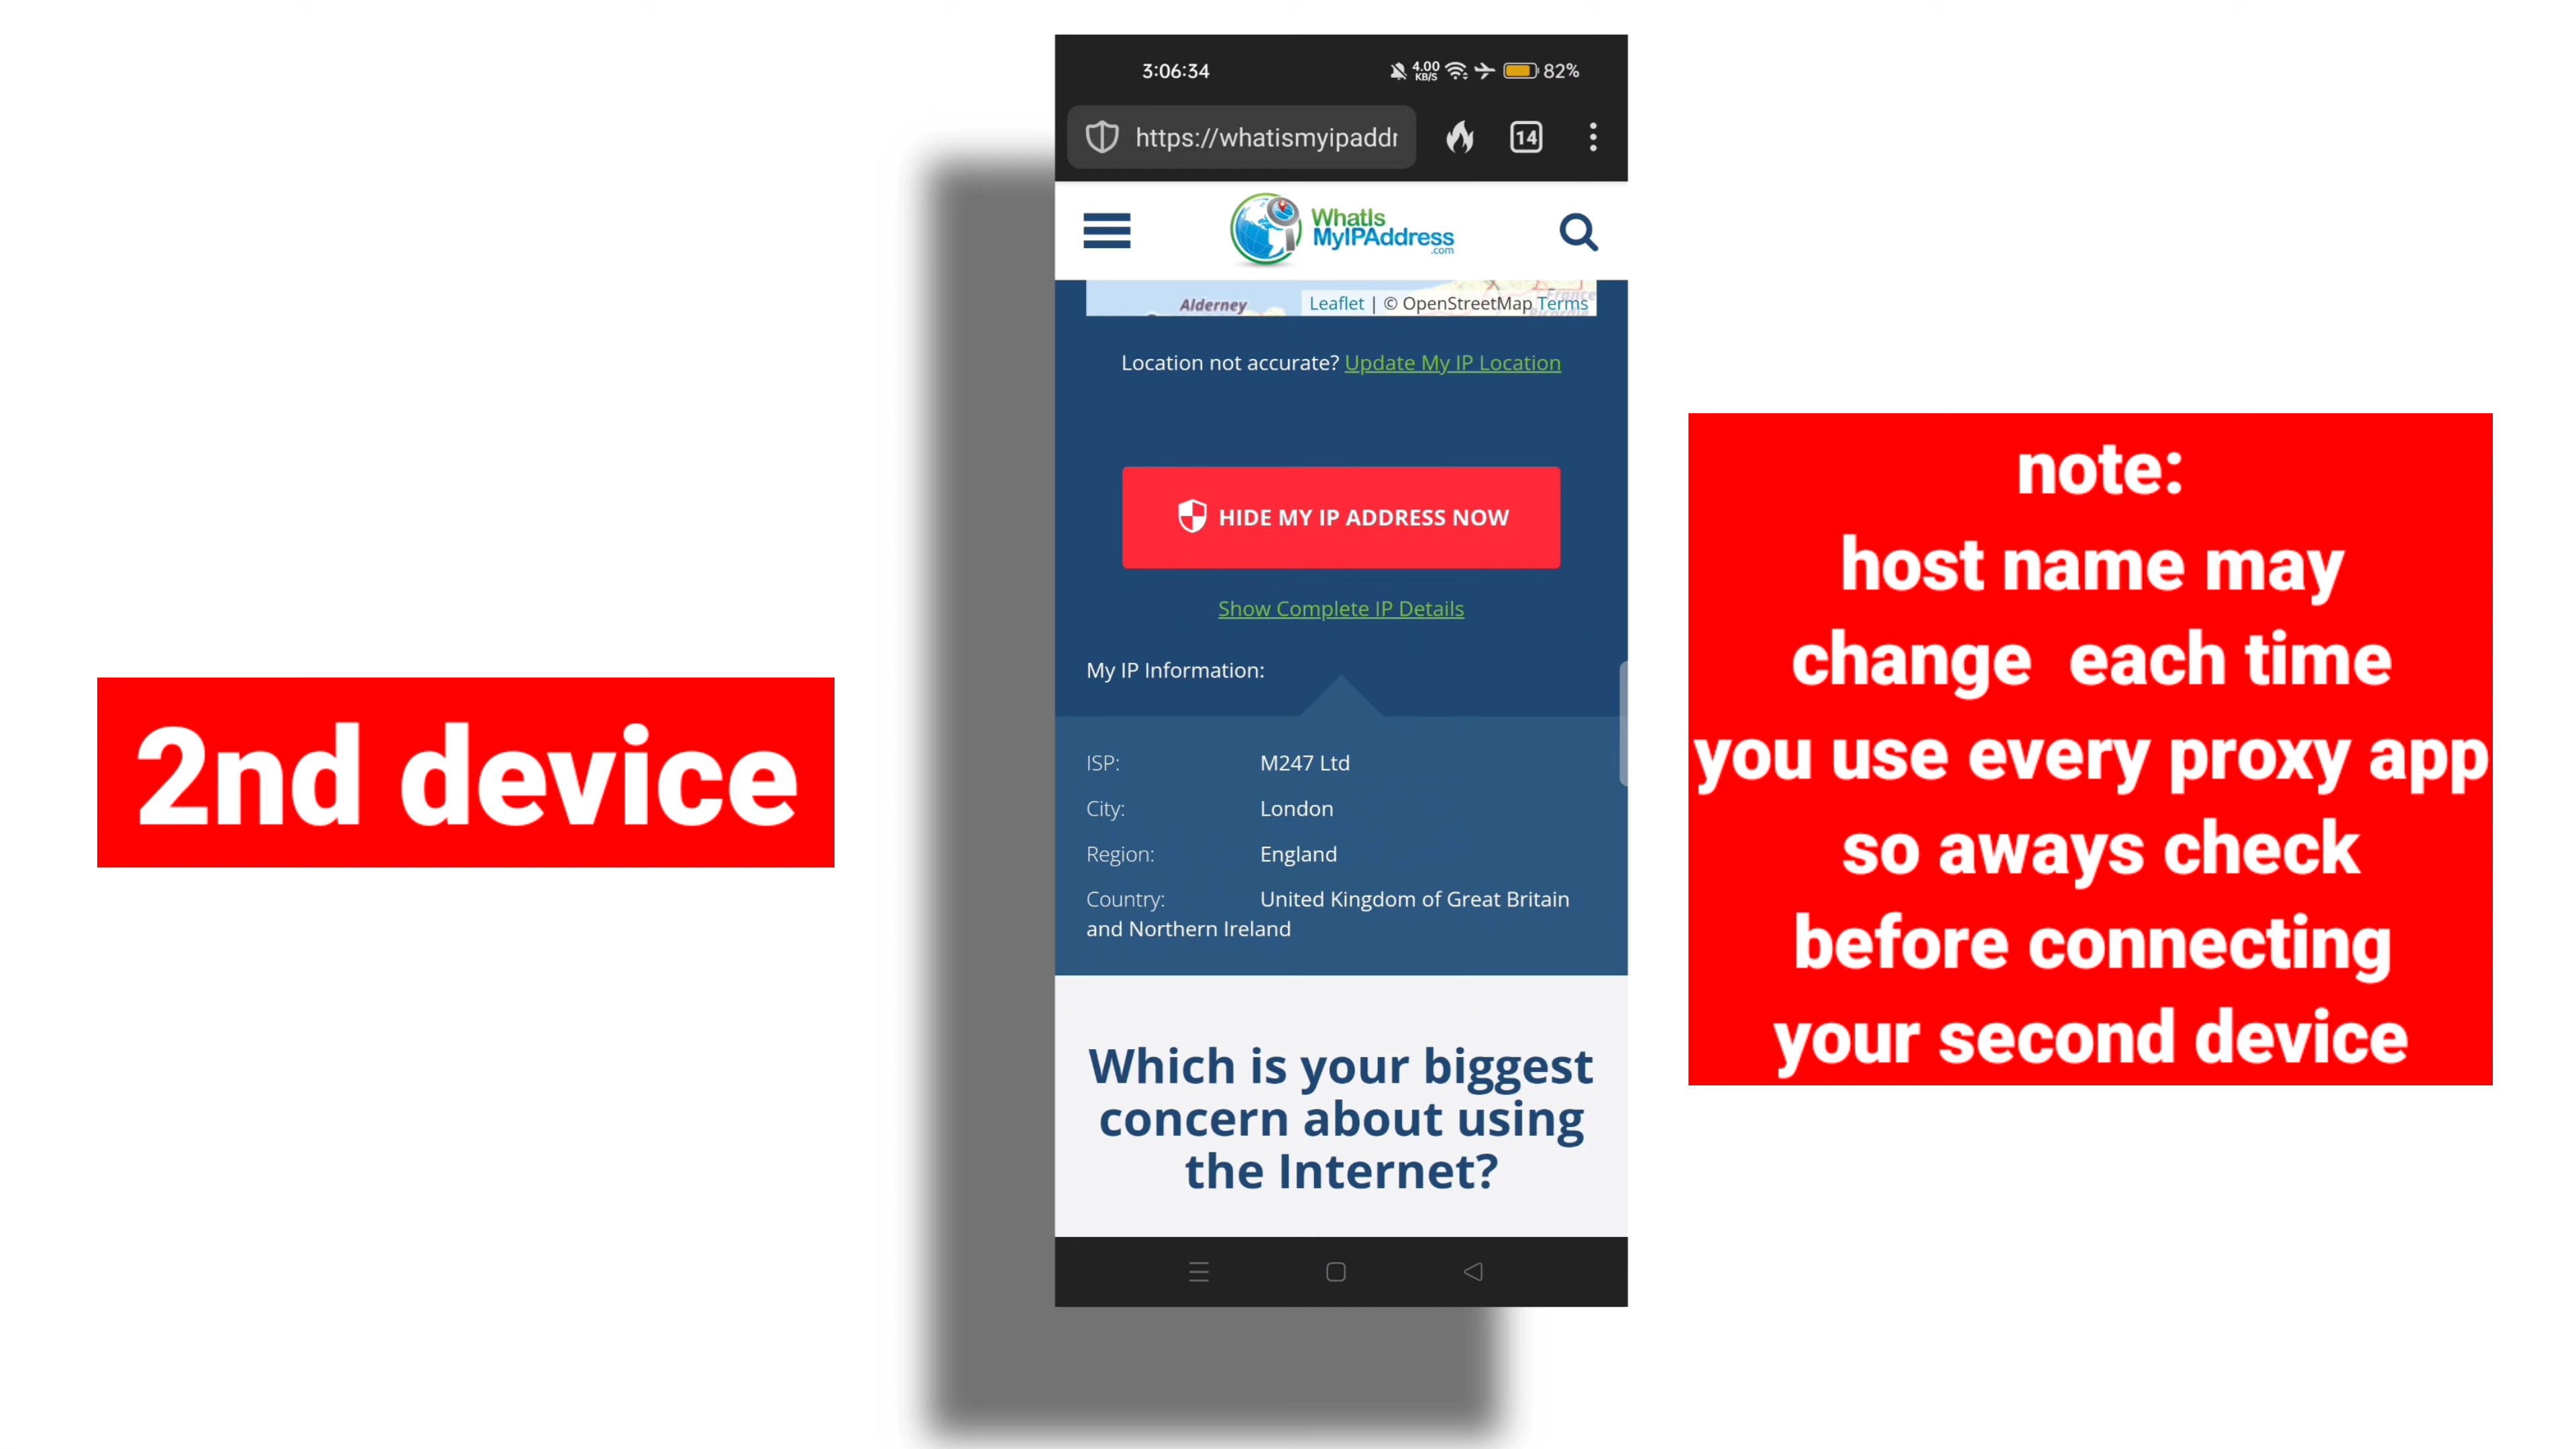 3:06:34
4.00
KB/S
82%
https://whatismyipaddr
14
WhatIs
MyIPAddress
.com
Alderney
Leaflet | © OpenStreetMap Terms
Location not accurate? Update My IP Location
HIDE MY IP ADDRESS NOW
Show Complete IP Details
My IP Information:
ISP: M247 Ltd
City: London
Region: England
Country: United Kingdom of Great Britain
and Northern Ireland
Which is your biggest
concern about using
the Internet?
2nd device
note:
host name may
change each time
you use every proxy app
so aways check
before connecting
your second device